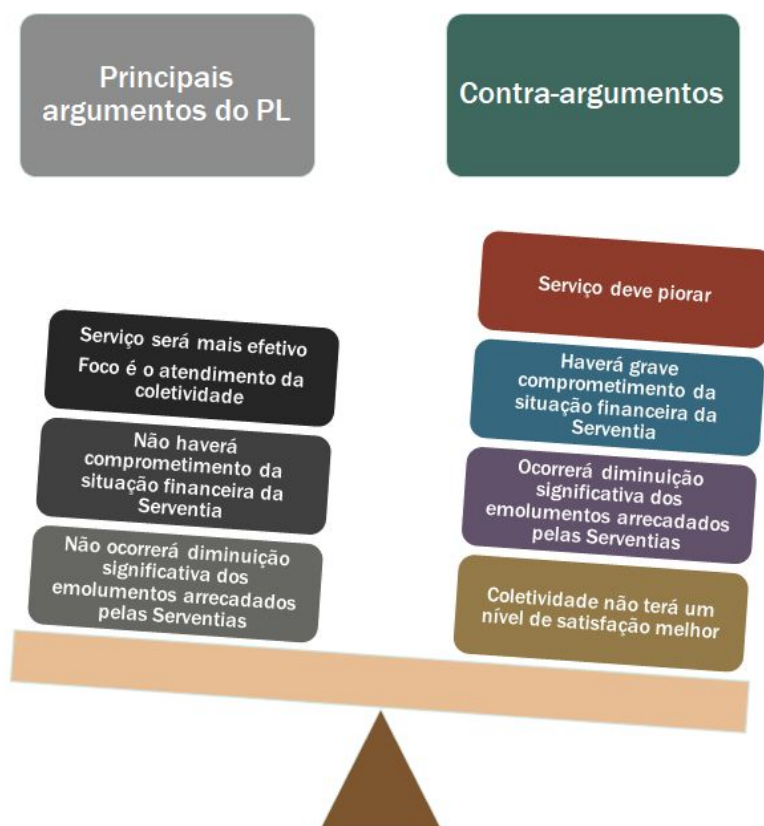 Principais
argumentos do PL
Contra-argumentos
Serviço será mais efetivo
Foco é o atendimento da
coletividade
Não haverá
comprometimento da
situação financeira da
Serventia
Não ocorrerá diminuição
significativa dos
emolumentos arrecadados
pelas Serventias
Serviço deve piorar
Haverá grave
comprometimento da
situação financeira da
Serventia
Ocorrerá diminuição
significativa dos
emolumentos arrecadados
pelas Serventias
Coletividade não terá um
nível de satisfação melhor